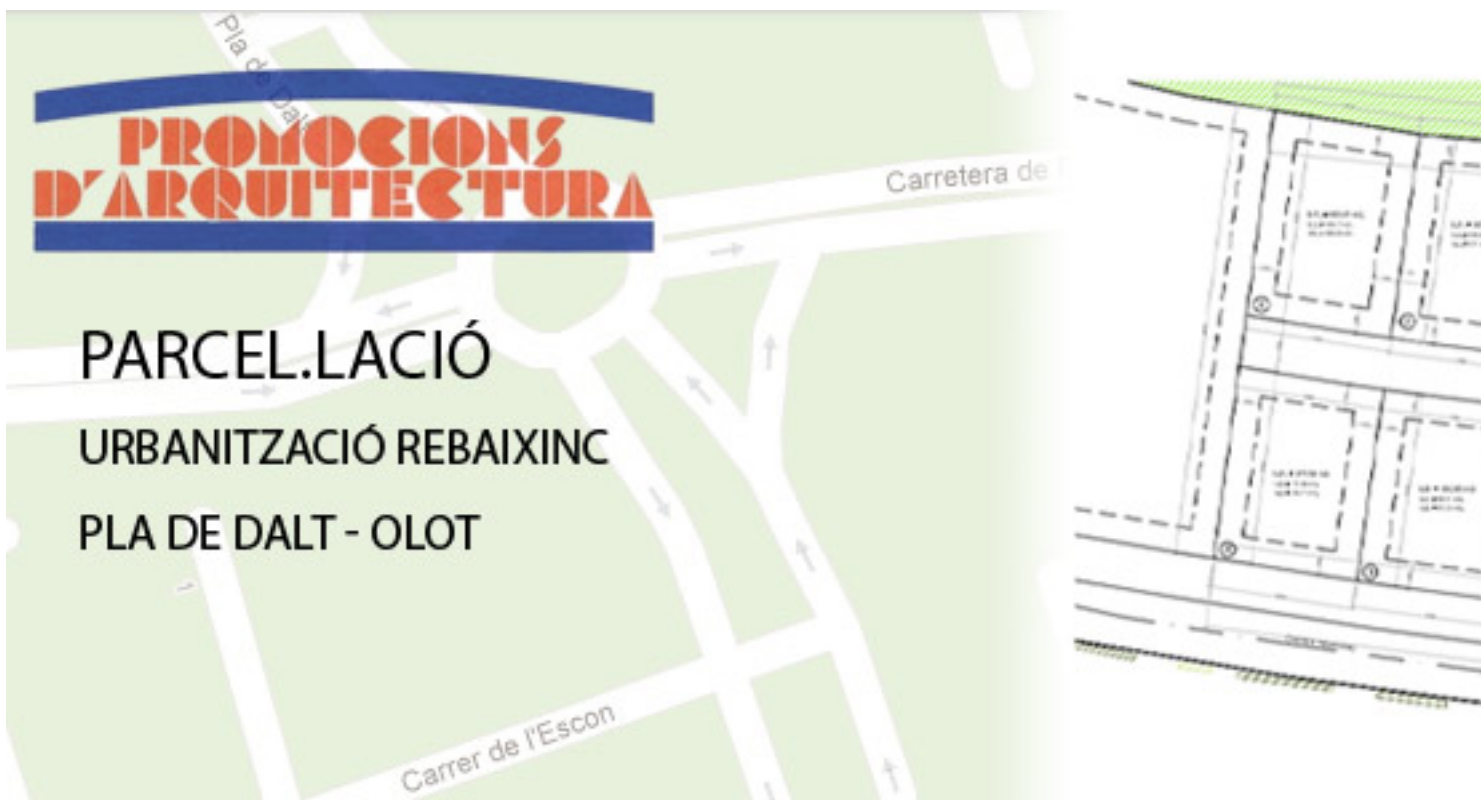 Pla de Dalt
PROMOCIONS
D'ARQUITECTURA
Carretera de
PARCEL.LACIÓ
URBANITZACIÓ REBAIXINC
PLA DE DALT - OLOT
Carrer de l'Escon